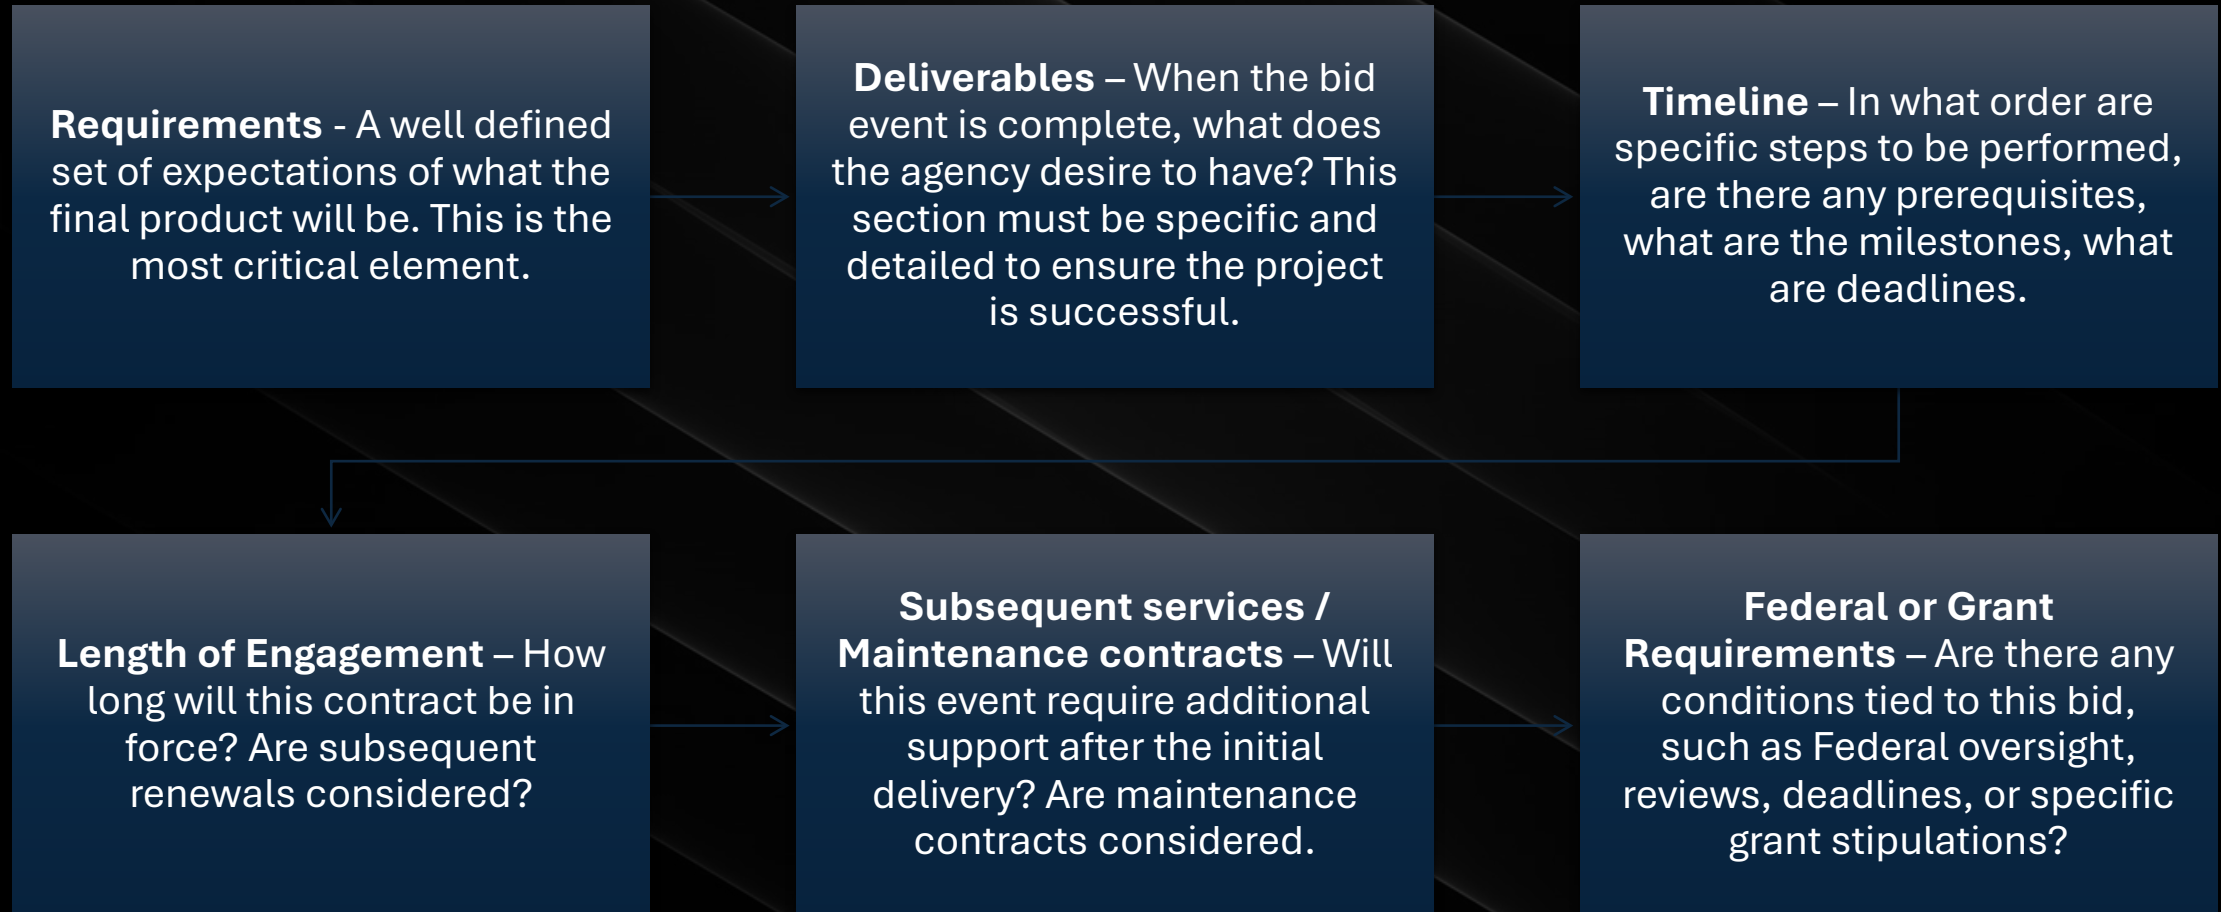 Requirements - A well defined
set of expectations of what the
final product will be. This is the
most critical element.
Deliverables – When the bid
event is complete, what does
the agency desire to have? This
section must be specific and
detailed to ensure the project
is successful.
Timeline – In what order are
specific steps to be performed,
are there any prerequisites,
what are the milestones, what
are deadlines.
Length of Engagement – How
long will this contract be in
force? Are subsequent
renewals considered?
Subsequent services /
Maintenance contracts – Will
this event require additional
support after the initial
delivery? Are maintenance
contracts considered.
Federal or Grant
Requirements – Are there any
conditions tied to this bid,
such as Federal oversight,
reviews, deadlines, or specific
grant stipulations?